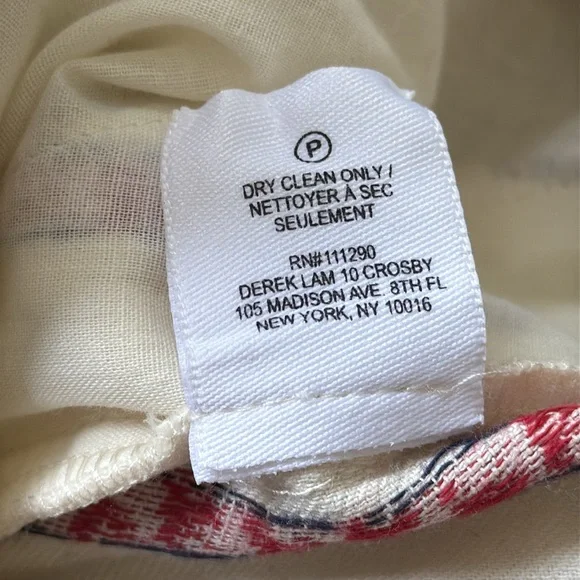 P
DRY CLEAN ONLY /
NETTOYER À SEC
SEULEMENT
RN#111290
DEREK LAM 10 CROSBY
105 MADISON AVE. 8TH FL
NEW YORK, NY 10016